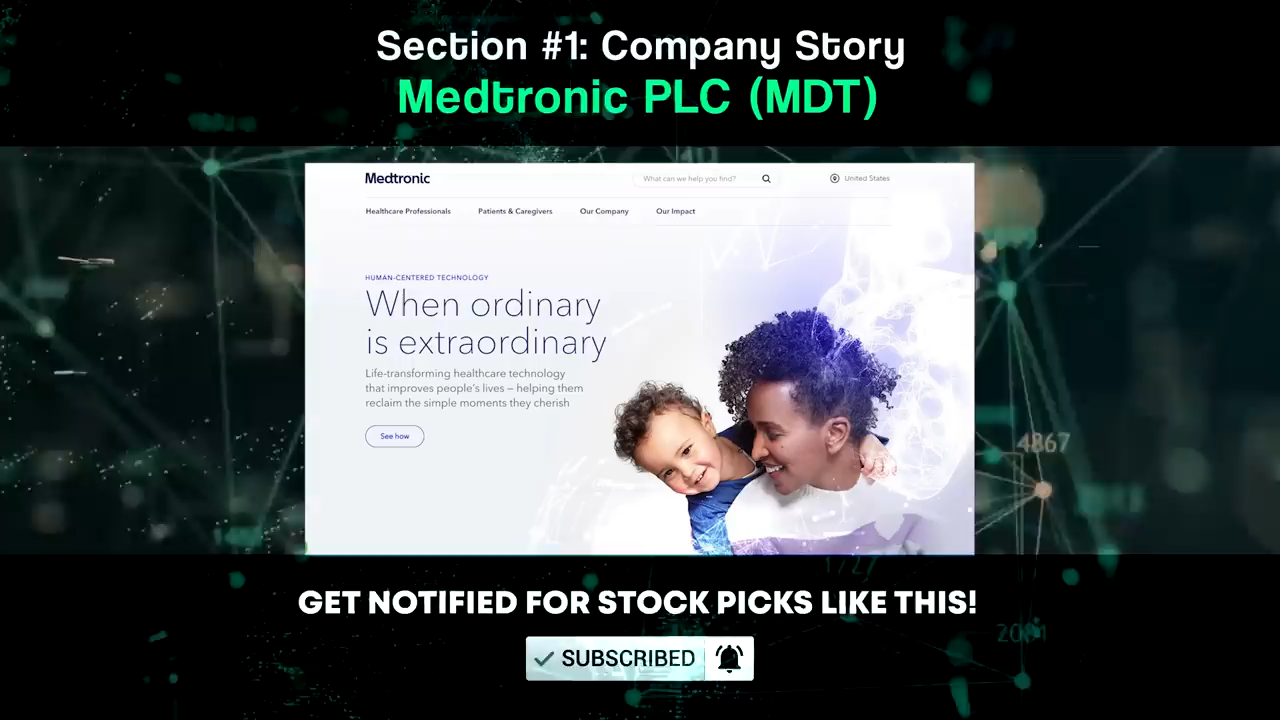 Section #1: Company Story
Medtronic PLC (MDT)
Medtronic
What can we help you find?
United States
Healthcare Professionals
Patients & Caregivers
Our Company
Our Impact
HUMAN-CENTERED TECHNOLOGY
When ordinary
is extraordinary
Life-transforming healthcare technology
that improves people's lives – helping them
reclaim the simple moments they cherish
See how
4867
GET NOTIFIED FOR STOCK PICKS LIKE THIS!
SUBSCRIBED